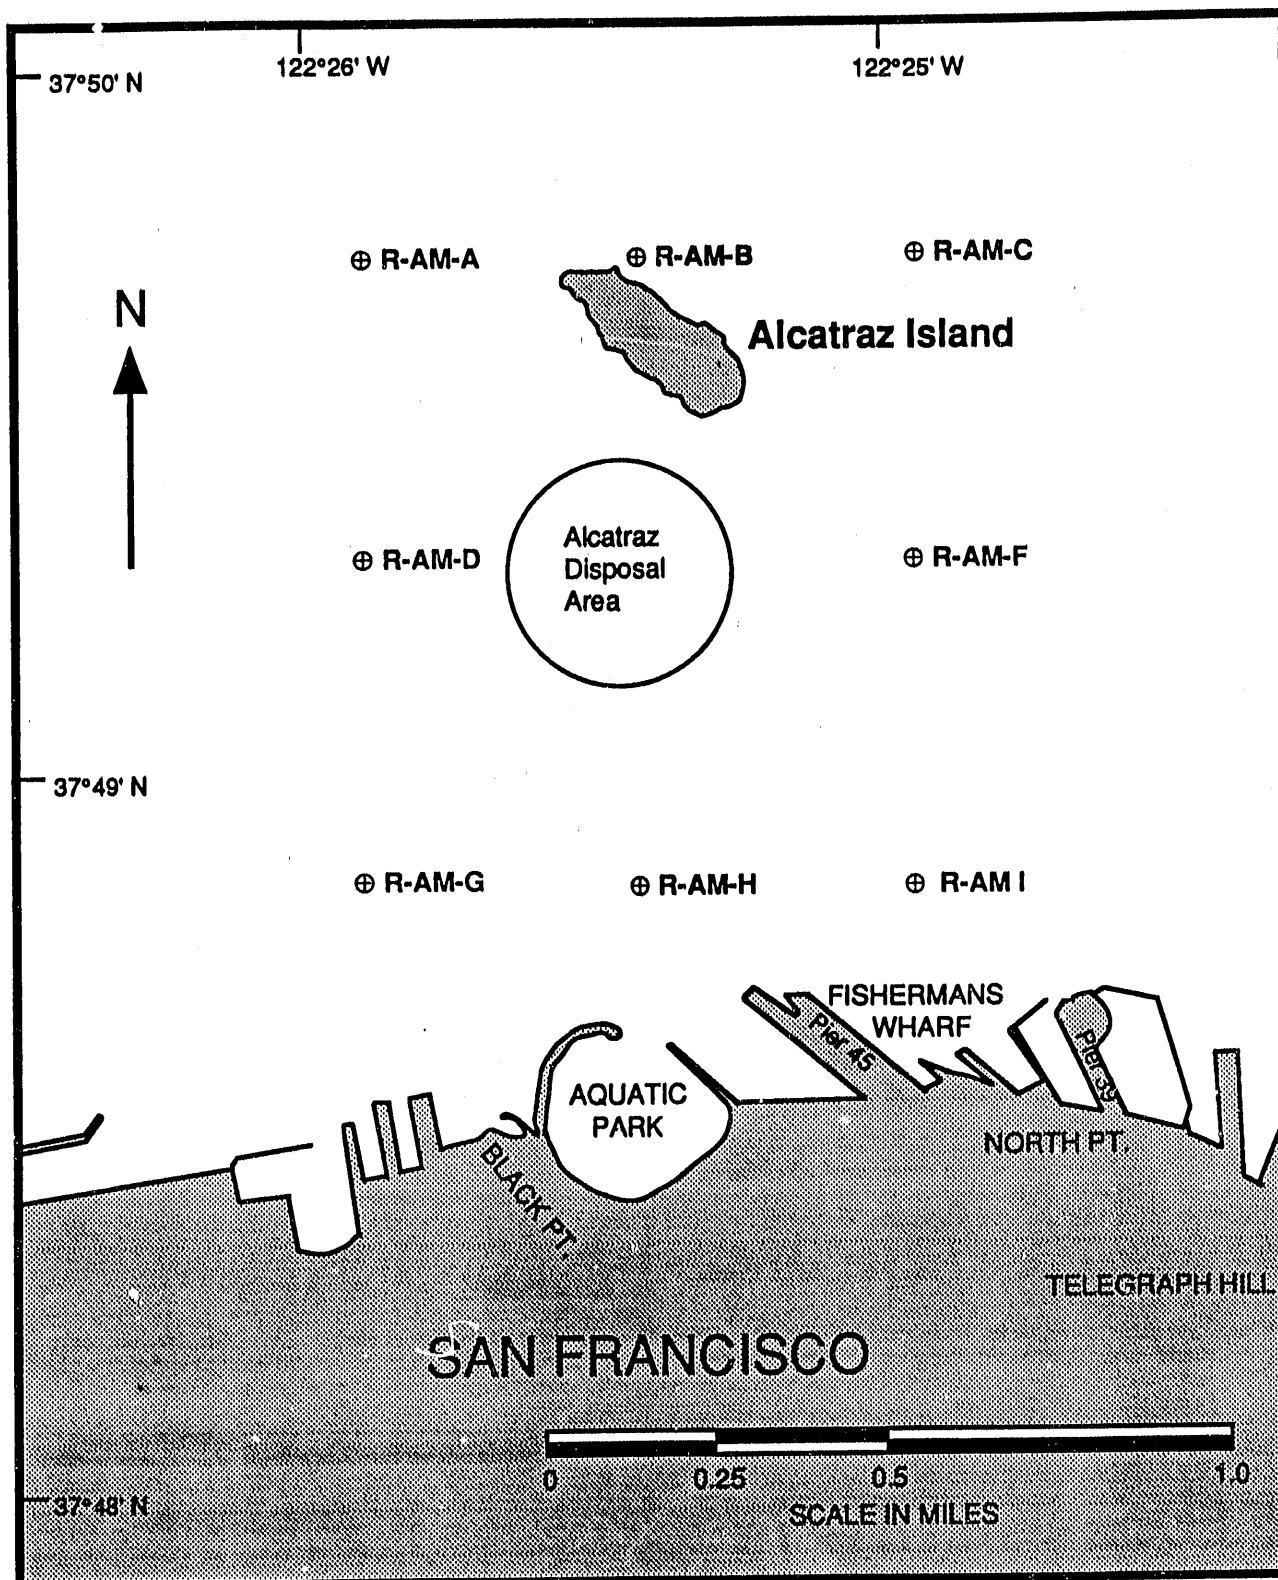 122°26' W
122°25' W
37°50' N
R-AM-A
R-AM-B
R-AM-C
N
Alcatraz Island
Alcatraz
Disposal
Area
R-AM-D
R-AM-F
37°49' N
R-AM-G
R-AM-H
R-AM I
FISHERMANS
WHARF
Pier 45
Pier 39
AQUATIC
PARK
NORTH PT.
BLACK PT.
TELEGRAPH HILL
SAN FRANCISCO
0 0.25 0.5 1.0
SCALE IN MILES
37°48' N